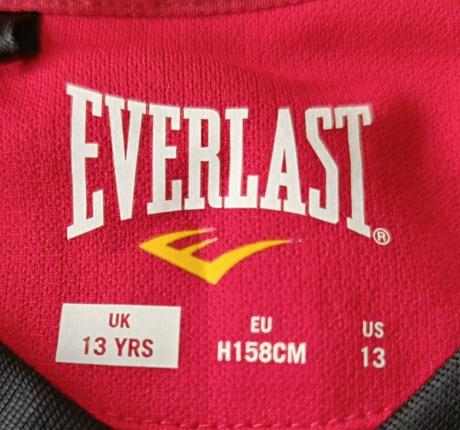 EVERLAST®
UK EU US
13 YRS H158CM 13